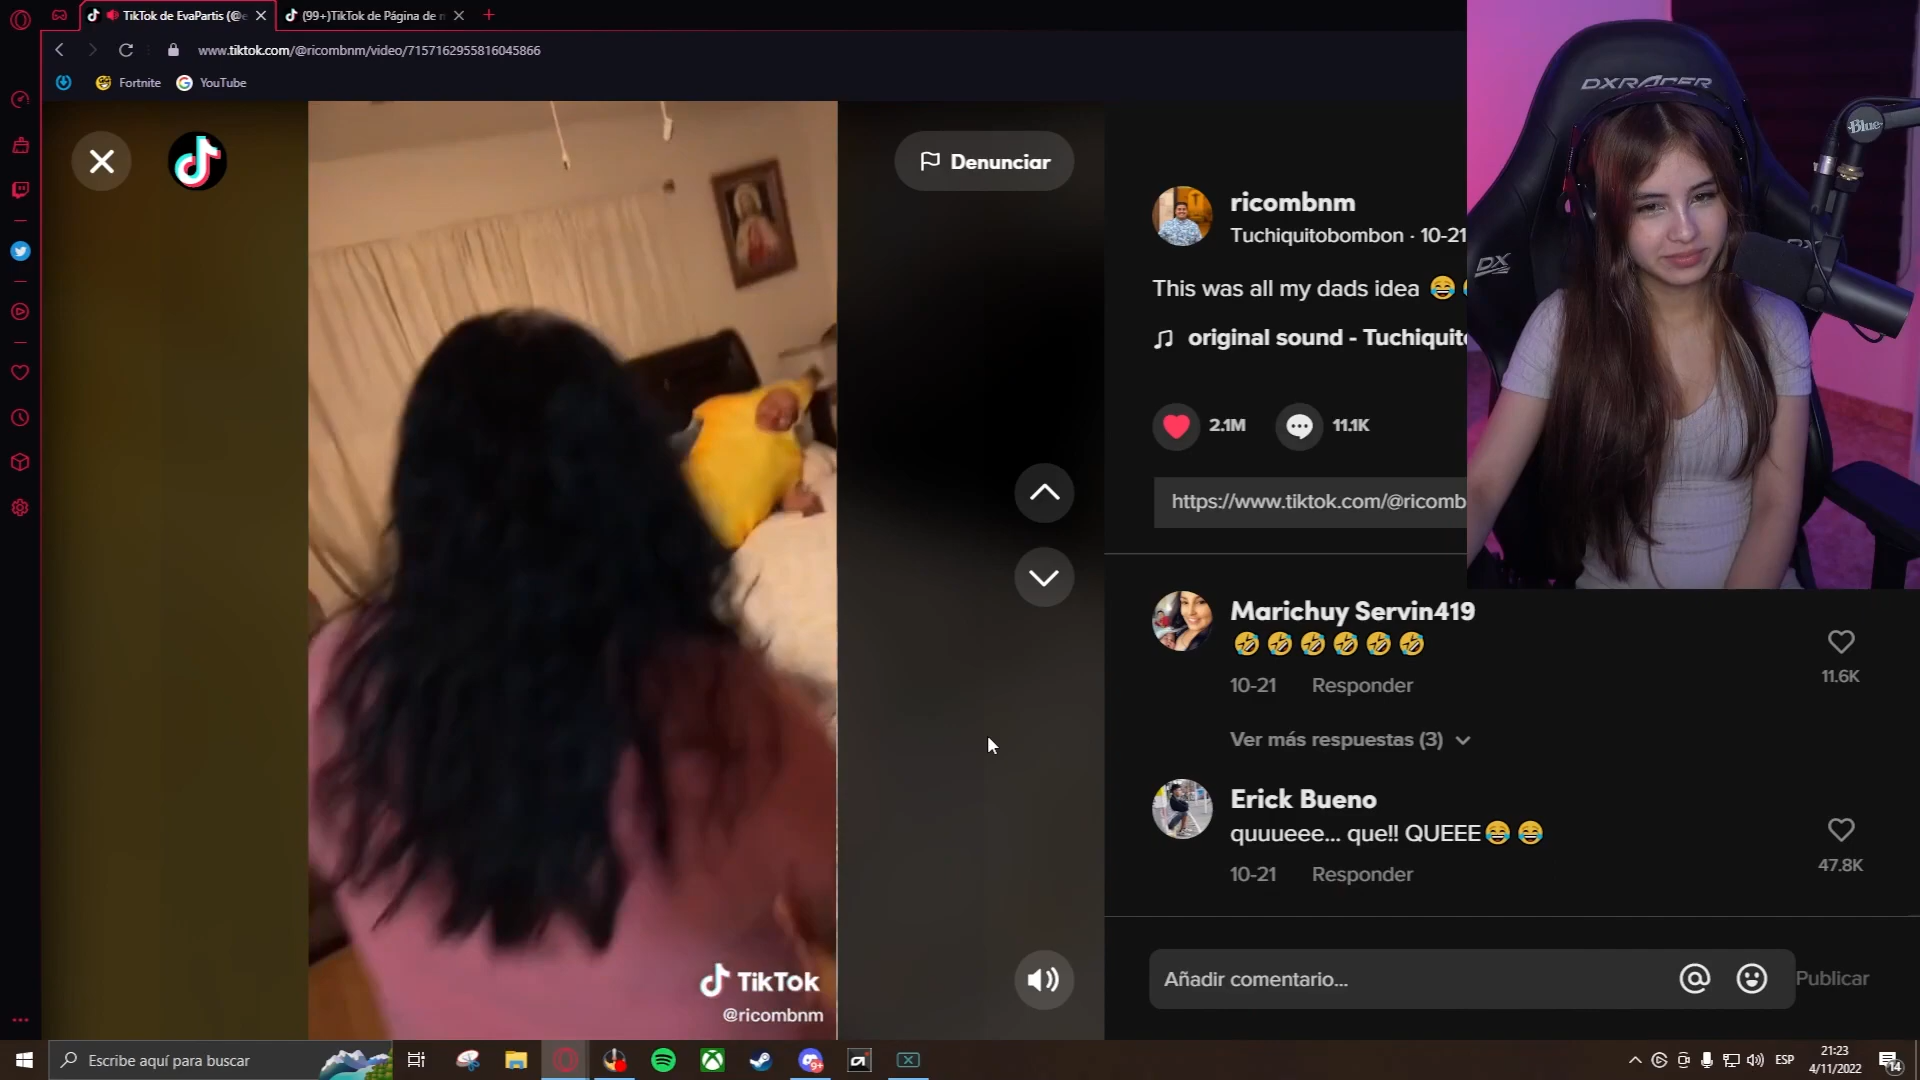 TikTok de EvaPartis (@e
(99+)TikTok de Página de m
www.tiktok.com/@ricombnm/video/7157162955816045866
Fortnite
YouTube
Denunciar
ricombnm
Tuchiquitobombon · 10-21
This was all my dads idea 😂
original sound - Tuchiquito
2.1M
11.1K
https://www.tiktok.com/@ricomb
Marichuy Servin419
🤣🤣🤣🤣🤣🤣
10-21 Responder
11.6K
Ver más respuestas (3)
Erick Bueno
quuueee... que!! QUEEE😂😂
10-21 Responder
47.8K
Añadir comentario...
Publicar
TikTok
@ricombnm
DXRACER
Blue
DX
Escribe aquí para buscar
9+
ESP
21:23
4/11/2022
14